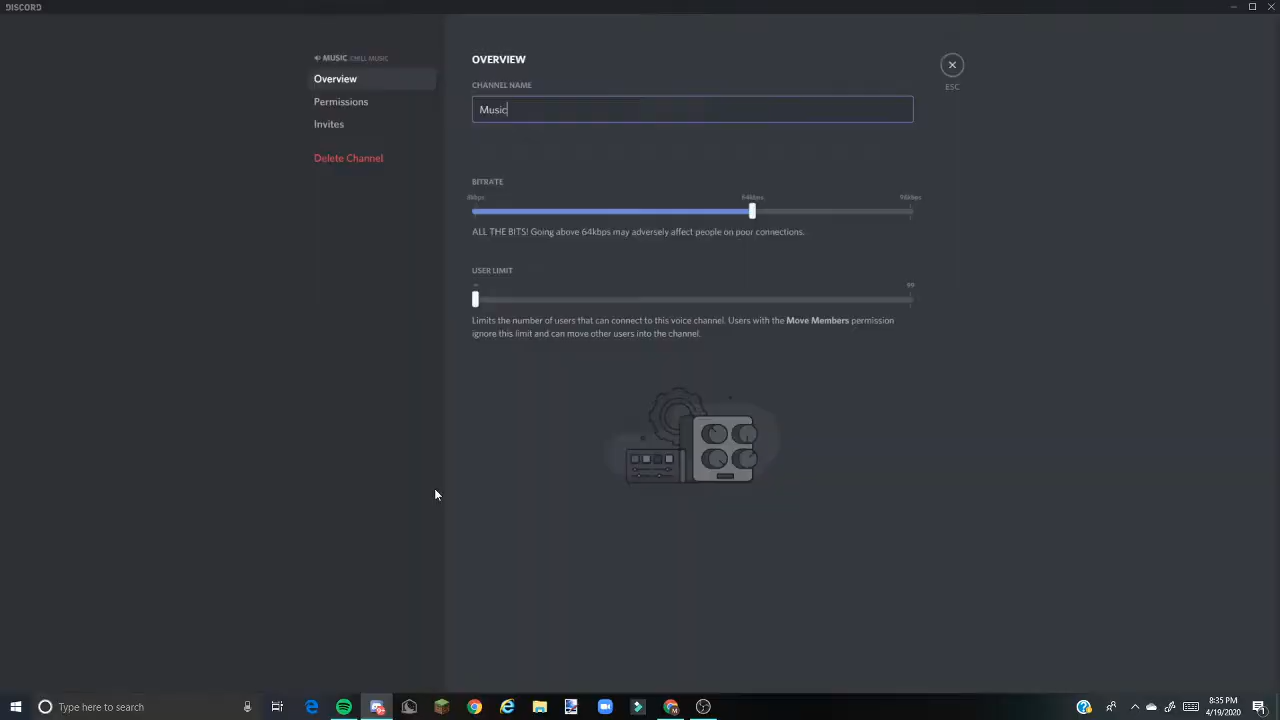 DISCORD
MUSIC CHILL MUSIC
Overview
Permissions
Invites
Delete Channel
OVERVIEW
ESC
CHANNEL NAME
Music
BITRATE
8kbps 64kbps 96kbps
ALL THE BITS! Going above 64kbps may adversely affect people on poor connections.
USER LIMIT
99
Limits the number of users that can connect to this voice channel. Users with the Move Members permission
ignore this limit and can move other users into the channel.
Type here to search
8:35 PM
4/19/2020